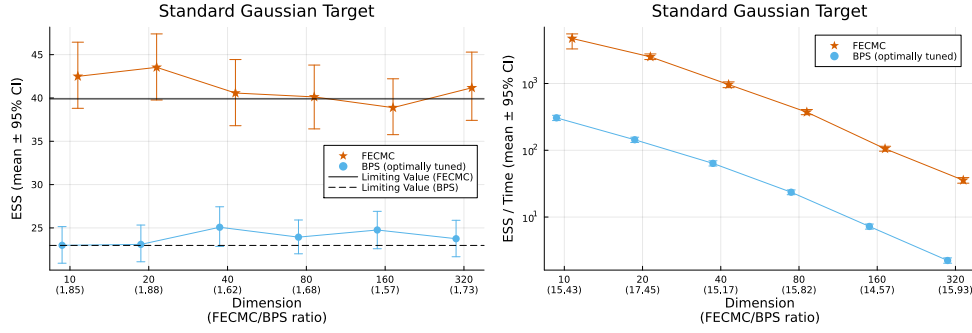 Standard Gaussian Target
ESS (mean ± 95% CI)
45
40
35
30
25
FECMC
BPS (optimally tuned)
Limiting Value (FECMC)
Limiting Value (BPS)
10 20 40 80 160 320
(1,85) (1,88) (1,62) (1,68) (1,57) (1,73)
Dimension
(FECMC/BPS ratio)
Standard Gaussian Target
ESS / Time (mean ± 95% CI)
10³
10²
10¹
FECMC
BPS (optimally tuned)
10 20 40 80 160 320
(15,43) (17,45) (15,17) (15,82) (14,57) (15,93)
Dimension
(FECMC/BPS ratio)